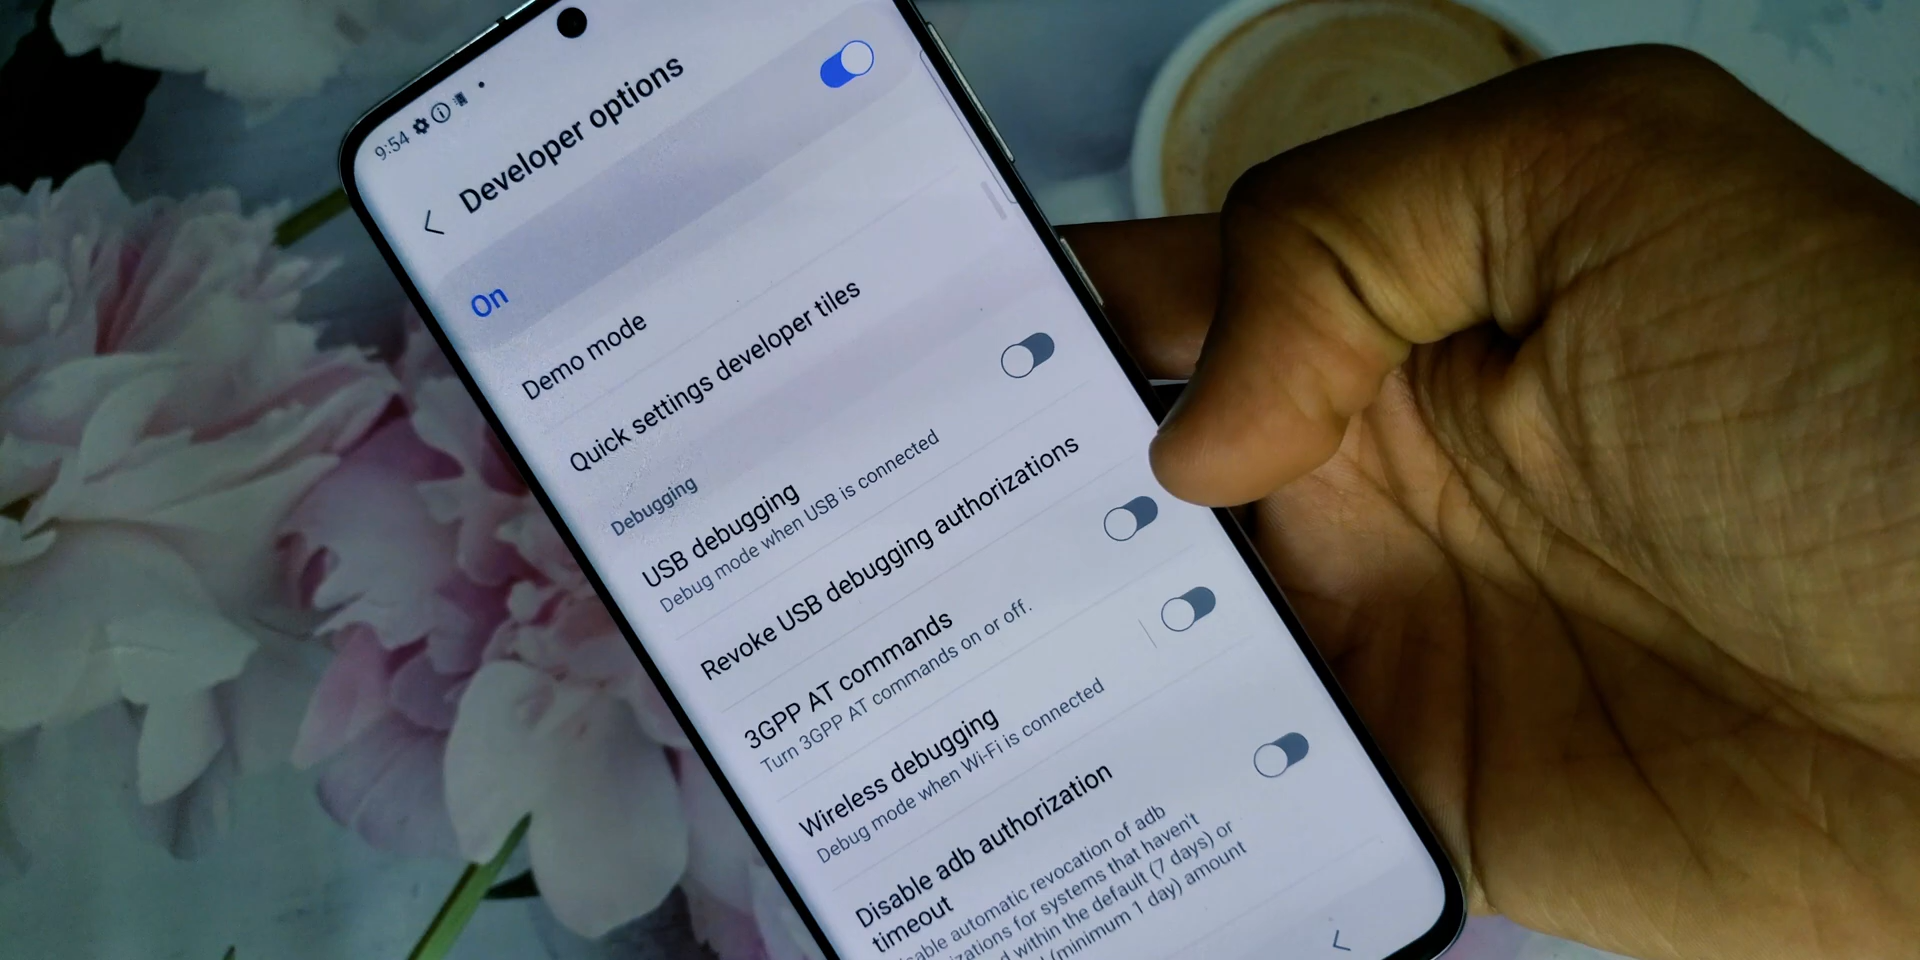 9:54
Developer options
On
Demo mode
Quick settings developer tiles
Debugging
USB debugging
Debug mode when USB is connected
Revoke USB debugging authorizations
3GPP AT commands
Turn 3GPP AT commands on or off.
Wireless debugging
Debug mode when Wi-Fi is connected
Disable adb authorization
timeout
automatic revocation of adb
for systems that haven't
within the default (7 days) or
(minimum 1 day) amount